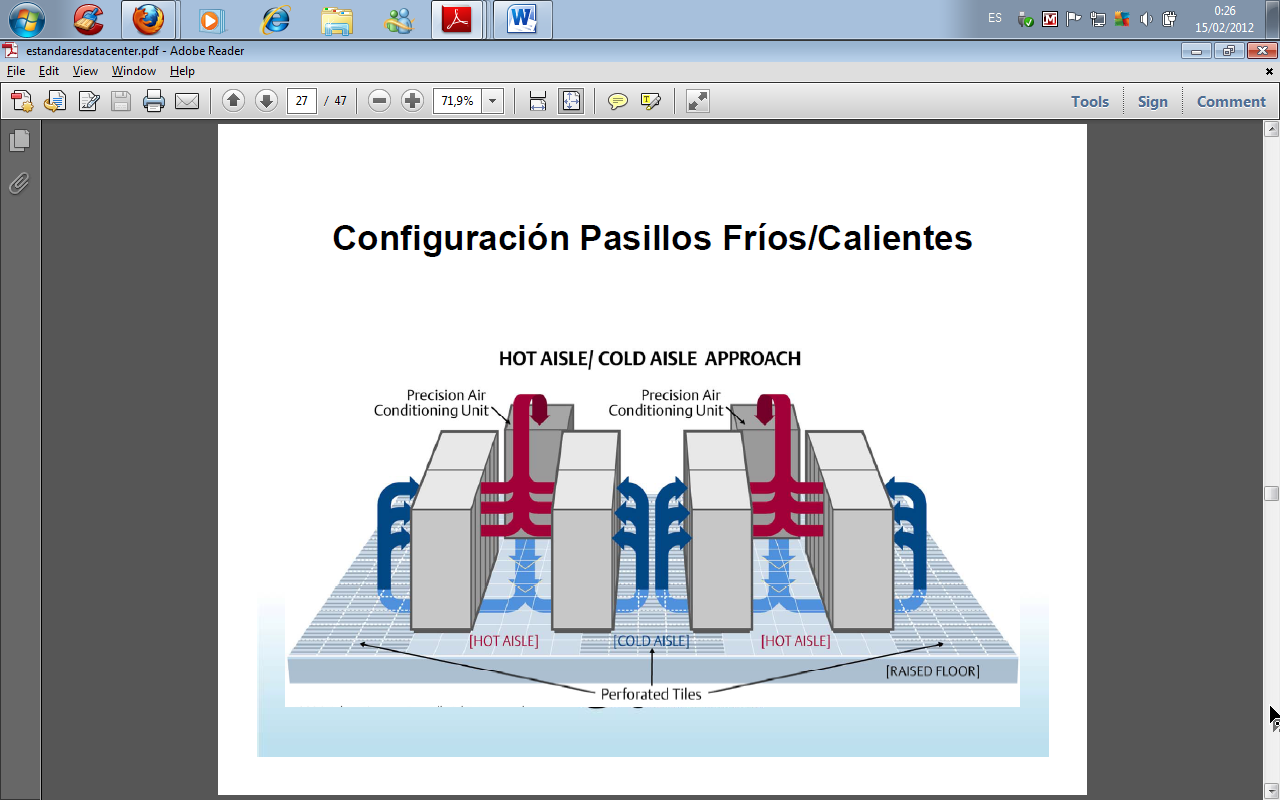 ES
0:26
15/02/2012
estandaresdatacenter.pdf - Adobe Reader
File Edit View Window Help
27 / 47 71,9% Tools Sign Comment
Configuración Pasillos Fríos/Calientes
HOT AISLE/ COLD AISLE APPROACH
Precision Air
Conditioning Unit
Precision Air
Conditioning Unit
[HOT AISLE] [COLD AISLE] [HOT AISLE]
[RAISED FLOOR]
Perforated Tiles